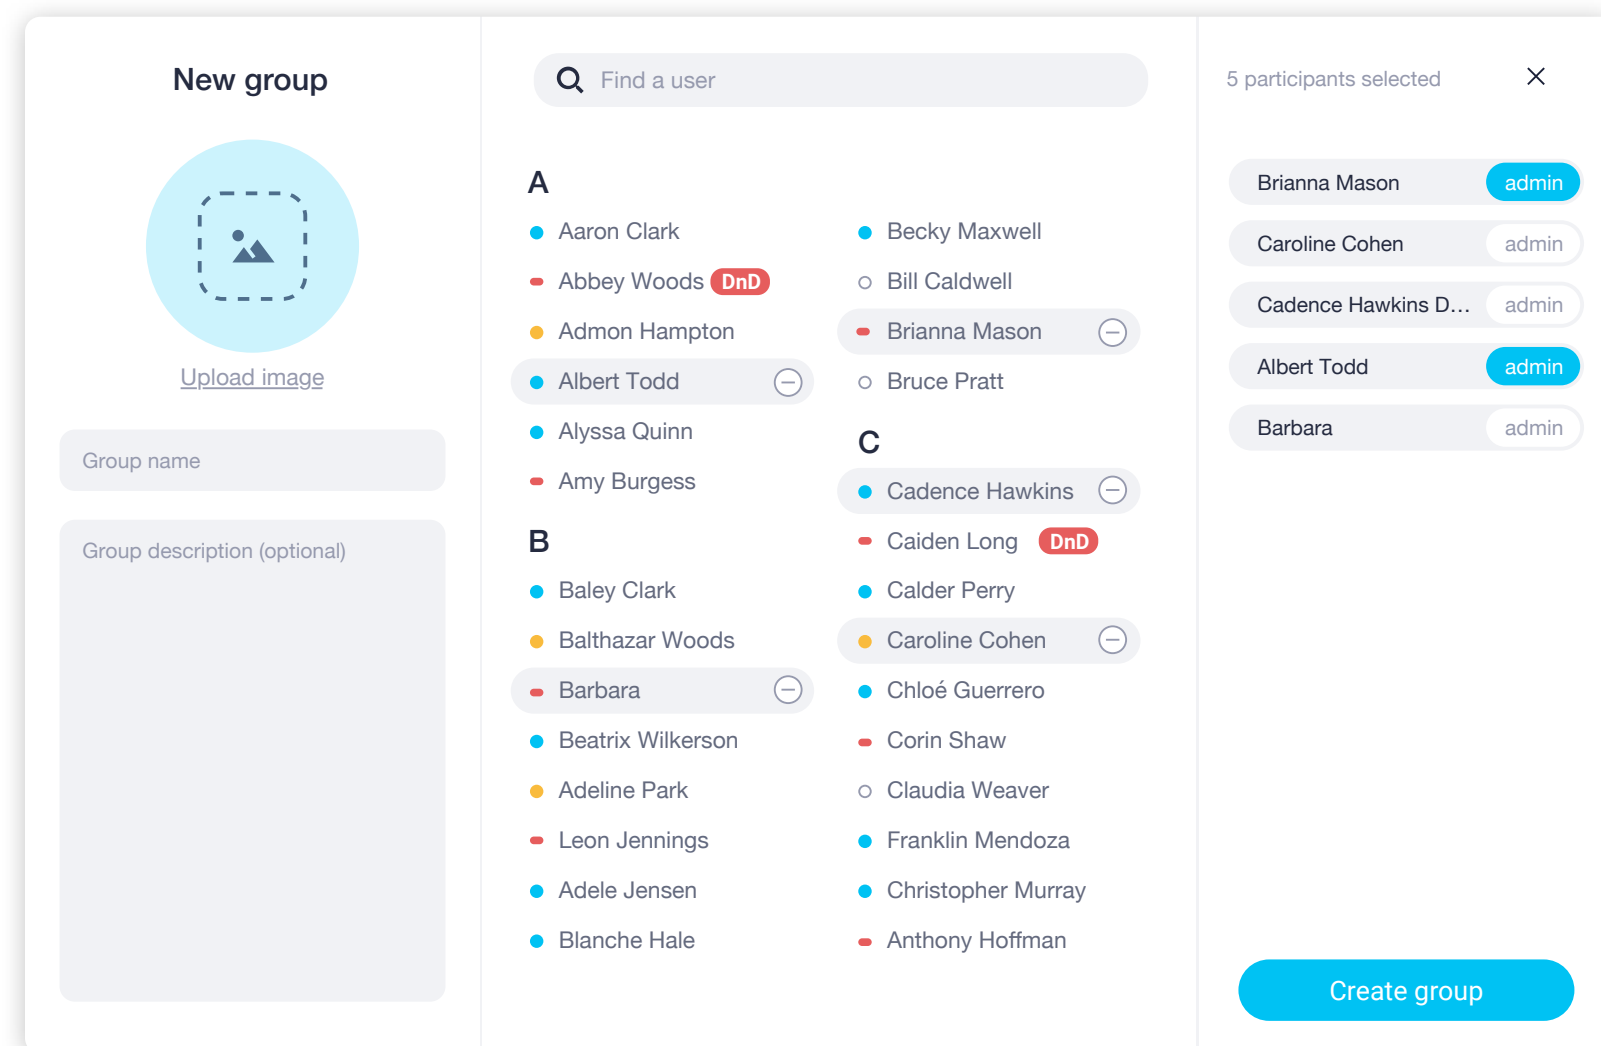 New group
Upload image
Group name
Group description (optional)
Find a user
A
Aaron Clark
Abbey Woods DnD
Admon Hampton
Albert Todd
Alyssa Quinn
Amy Burgess
B
Baley Clark
Balthazar Woods
Barbara
Beatrix Wilkerson
Adeline Park
Leon Jennings
Adele Jensen
Blanche Hale
Becky Maxwell
Bill Caldwell
Brianna Mason
Bruce Pratt
C
Cadence Hawkins
Caiden Long DnD
Calder Perry
Caroline Cohen
Chloé Guerrero
Corin Shaw
Claudia Weaver
Franklin Mendoza
Christopher Murray
Anthony Hoffman
5 participants selected
Brianna Mason admin
Caroline Cohen admin
Cadence Hawkins D... admin
Albert Todd admin
Barbara admin
Create group